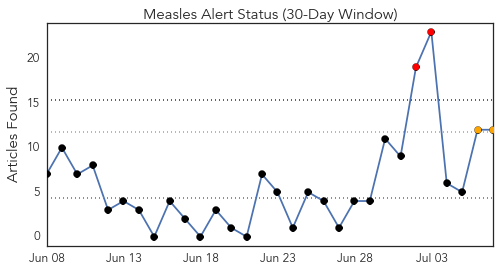 Measles Alert Status (30-Day Window)
Articles Found
20
15
10
5
0
Jun 08
Jun 13
Jun 18
Jun 23
Jun 28
Jul 03